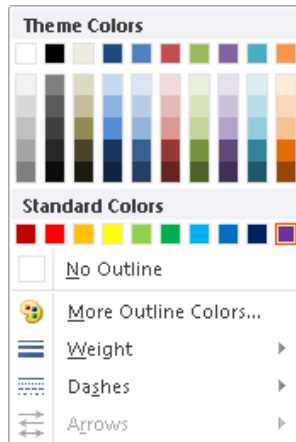 Theme Colors
Standard Colors
No Outline
More Outline Colors...
Weight
Dashes
Arrows